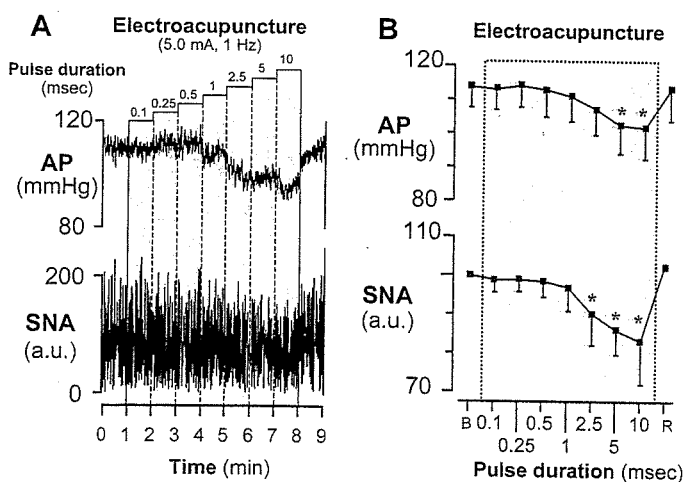 A
Electroacupuncture
(5.0 mA, 1 Hz)
Pulse duration
(msec)
0.1
0.25
0.5
1
2.5
5
10
120
AP
(mmHg)
80
200
SNA
(a.u.)
0
0 1 2 3 4 5 6 7 8 9
Time (min)
B
Electroacupuncture
120
AP
(mmHg)
80
* *
110
SNA
(a.u.)
70
* * *
B 0.1 0.5 2.5 10 R
0.25 1 5
Pulse duration (msec)